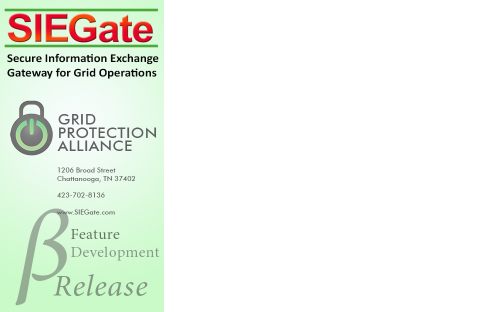 SIEGate
Secure Information Exchange
Gateway for Grid Operations
GRID
PROTECTION
ALLIANCE
1206 Broad Street
Chattanooga, TN 37402
423-702-8136
www.SIEGate.com
β Feature
Development
Release